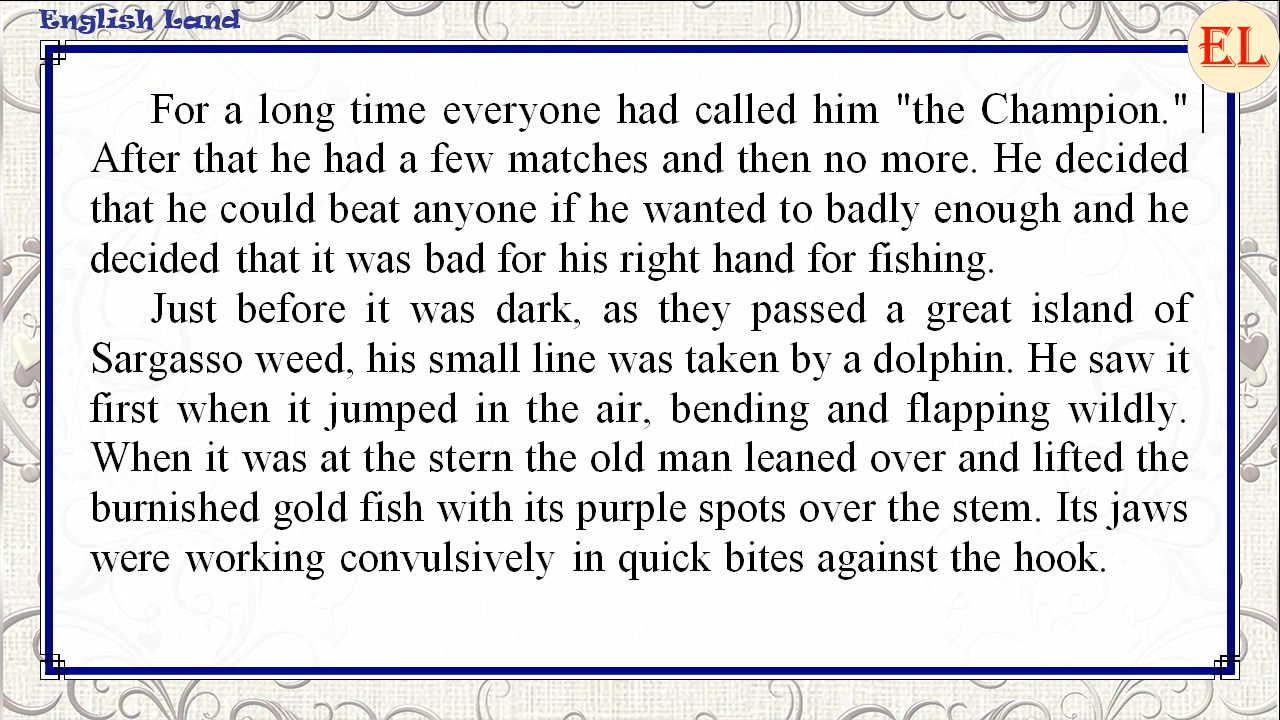 English Land
EL
For a long time everyone had called him "the Champion."
After that he had a few matches and then no more. He decided
that he could beat anyone if he wanted to badly enough and he
decided that it was bad for his right hand for fishing.
Just before it was dark, as they passed a great island of
Sargasso weed, his small line was taken by a dolphin. He saw it
first when it jumped in the air, bending and flapping wildly.
When it was at the stern the old man leaned over and lifted the
burnished gold fish with its purple spots over the stem. Its jaws
were working convulsively in quick bites against the hook.